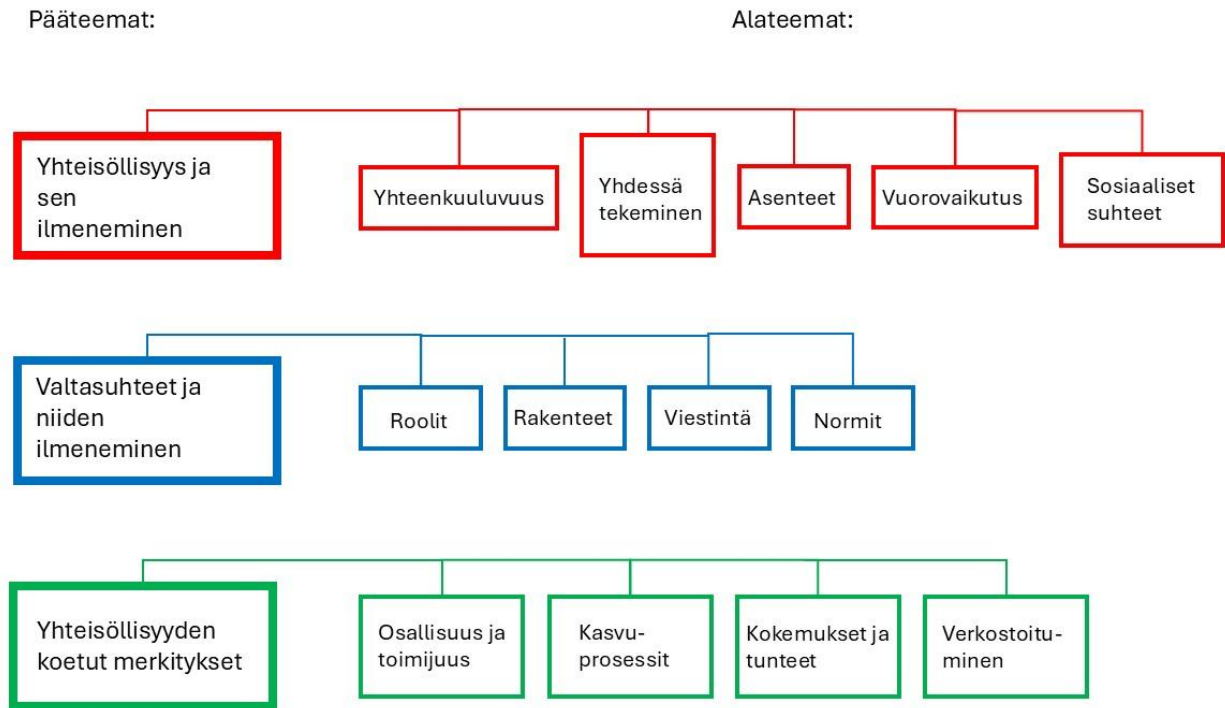 Pääteemat:
Alateemat:
Yhteisöllisyys ja
sen
ilmeneminen
Yhteenkuuluvuus
Yhdessä
tekeminen
Asenteet
Vuorovaikutus
Sosiaaliset
suhteet
Valtasuhteet ja
niiden
ilmeneminen
Roolit
Rakenteet
Viestintä
Normit
Yhteisöllisyyden
koetut merkitykset
Osallisuus ja
toimijuus
Kasvu-
prosessit
Kokemukset ja
tunteet
Verkostoitu-
minen